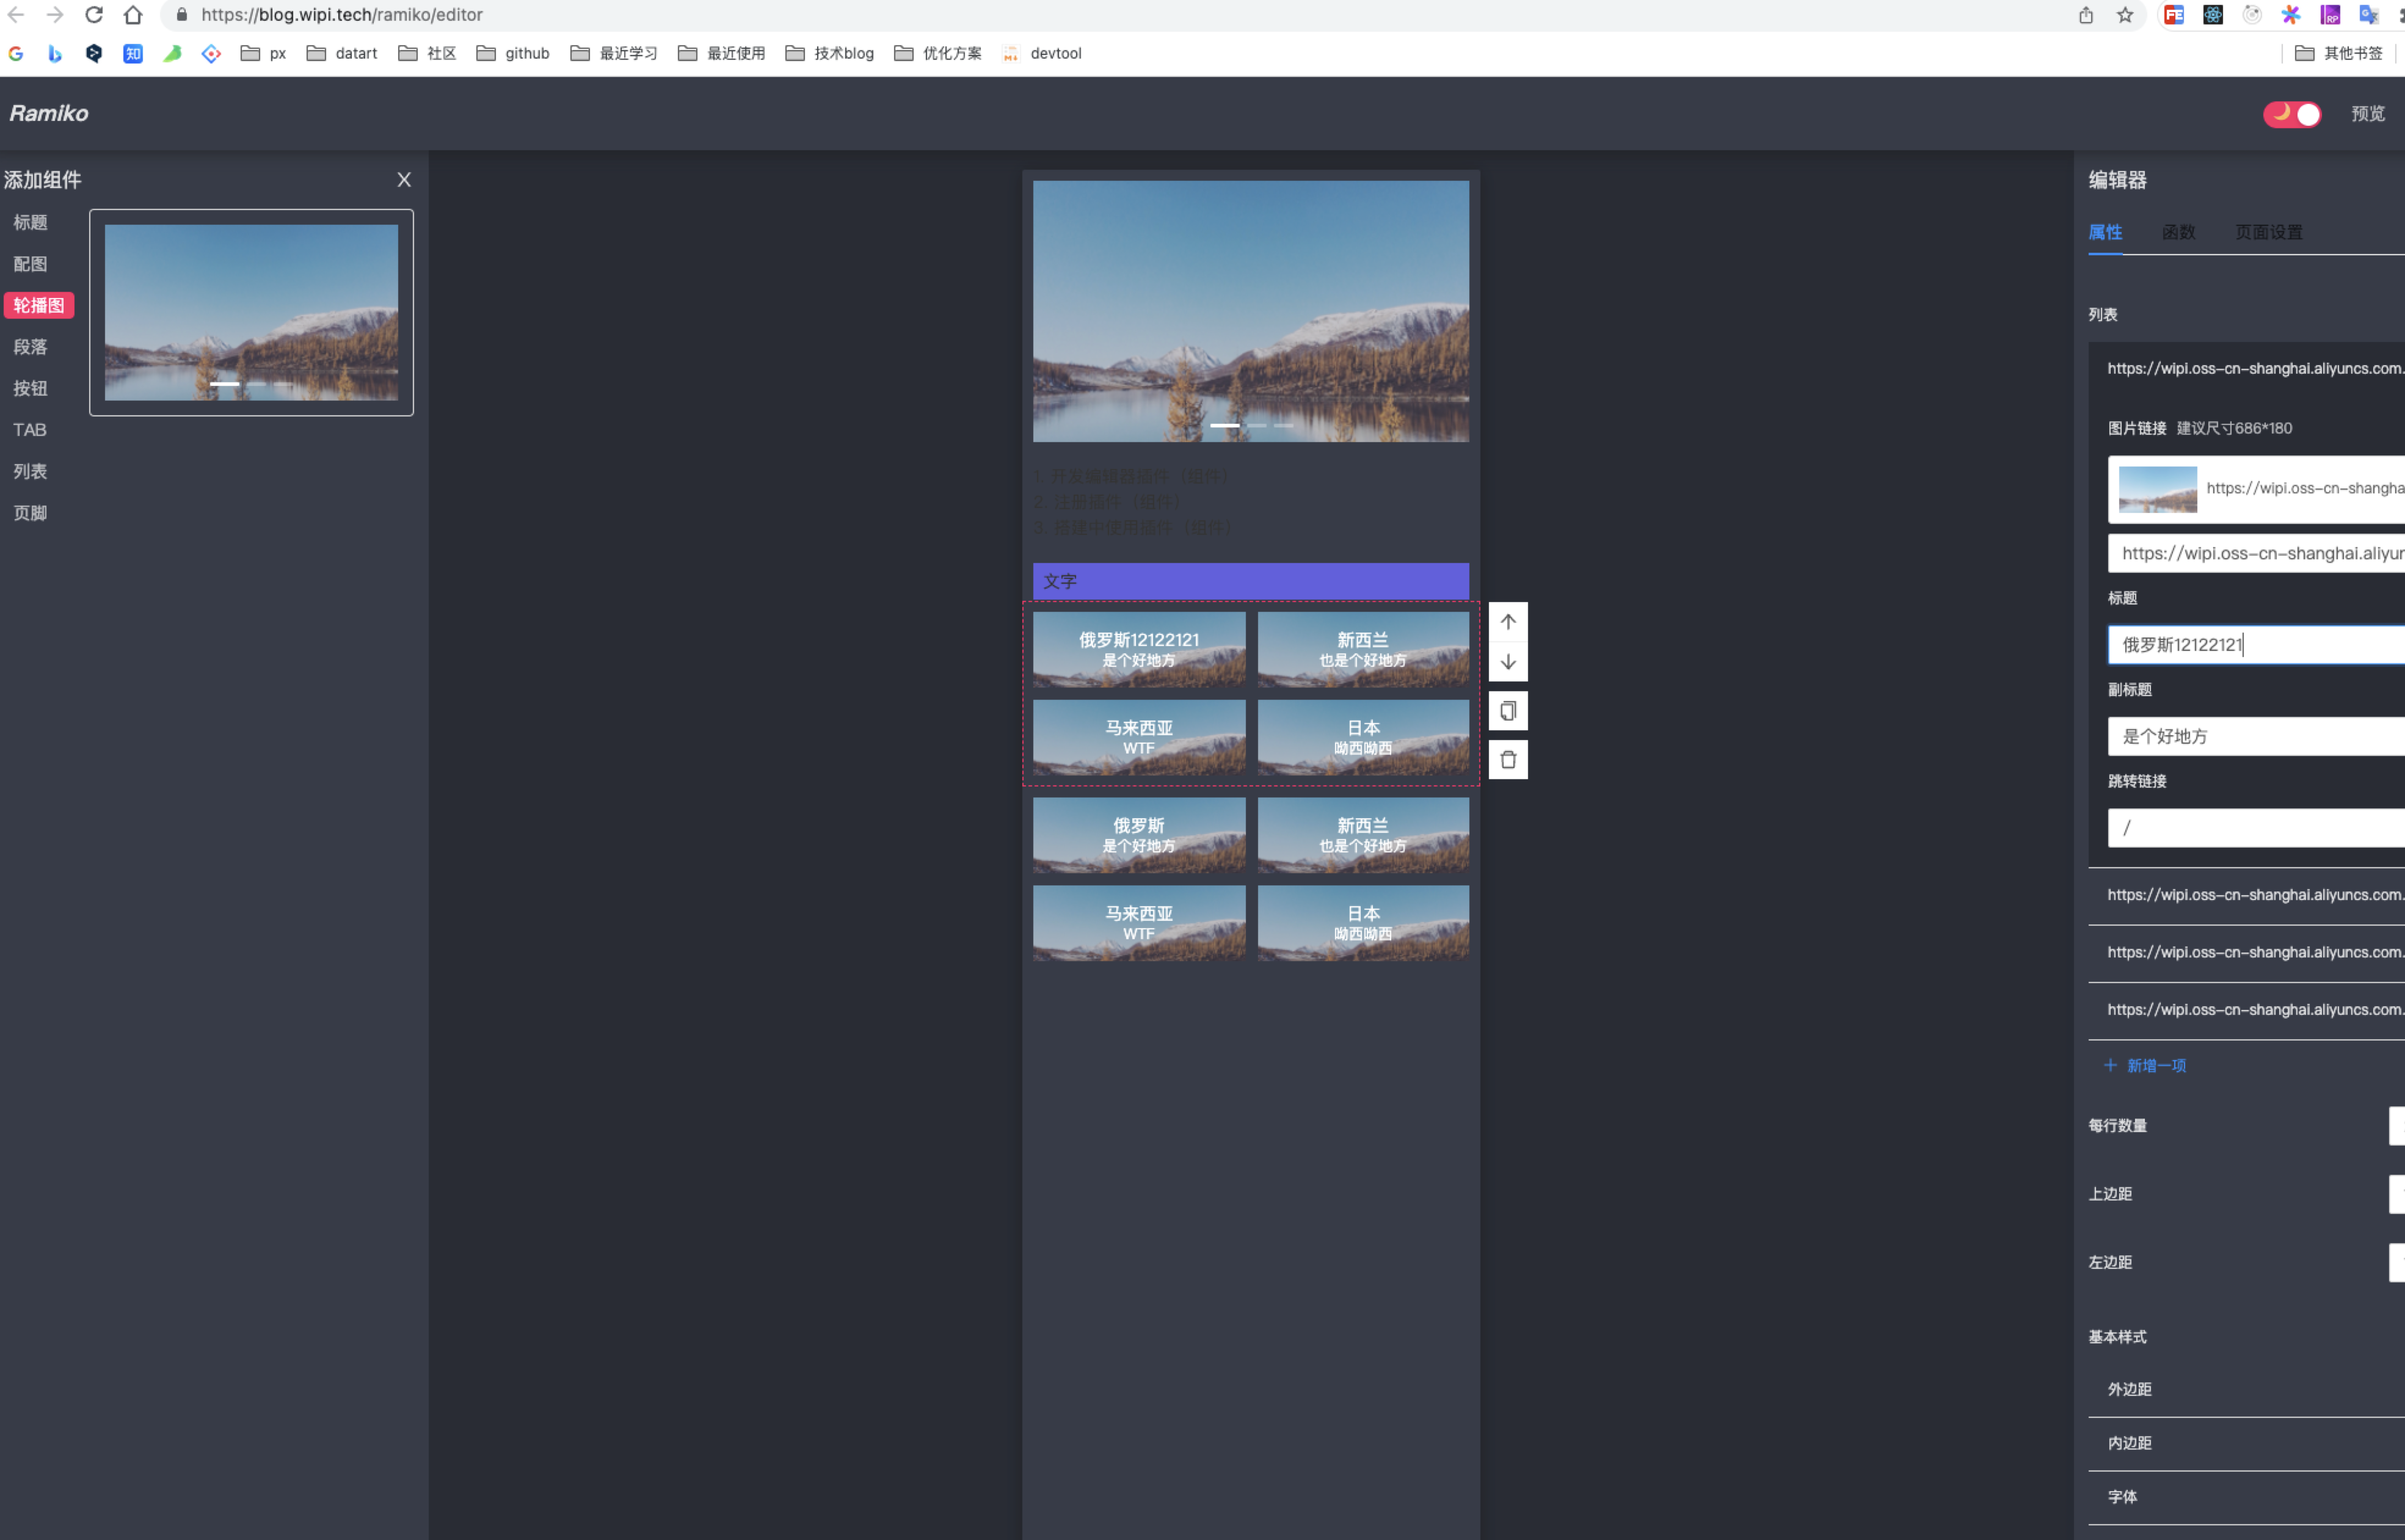 https://blog.wipi.tech/ramiko/editor
px
datart
社区
github
最近学习
最近使用
技术blog
优化方案
devtool
其他书签
Ramiko
预览
添加组件
X
标题
配图
轮播图
段落
按钮
TAB
列表
页脚
1. 开发编辑器插件（组件）
2. 注册插件（组件）
3. 搭建中使用插件（组件）
文字
俄罗斯12122121
是个好地方
新西兰
也是个好地方
马来西亚
WTF
日本
呦西呦西
俄罗斯
是个好地方
新西兰
也是个好地方
马来西亚
WTF
日本
呦西呦西
编辑器
属性 函数 页面设置
列表
https://wipi.oss-cn-shanghai.aliyuncs.com.
图片链接 建议尺寸686*180
https://wipi.oss-cn-shangha
https://wipi.oss-cn-shanghai.aliyur
标题
俄罗斯12122121
副标题
是个好地方
跳转链接
/
https://wipi.oss-cn-shanghai.aliyuncs.com.
https://wipi.oss-cn-shanghai.aliyuncs.com.
https://wipi.oss-cn-shanghai.aliyuncs.com.
+ 新增一项
每行数量
上边距
左边距
基本样式
外边距
内边距
字体